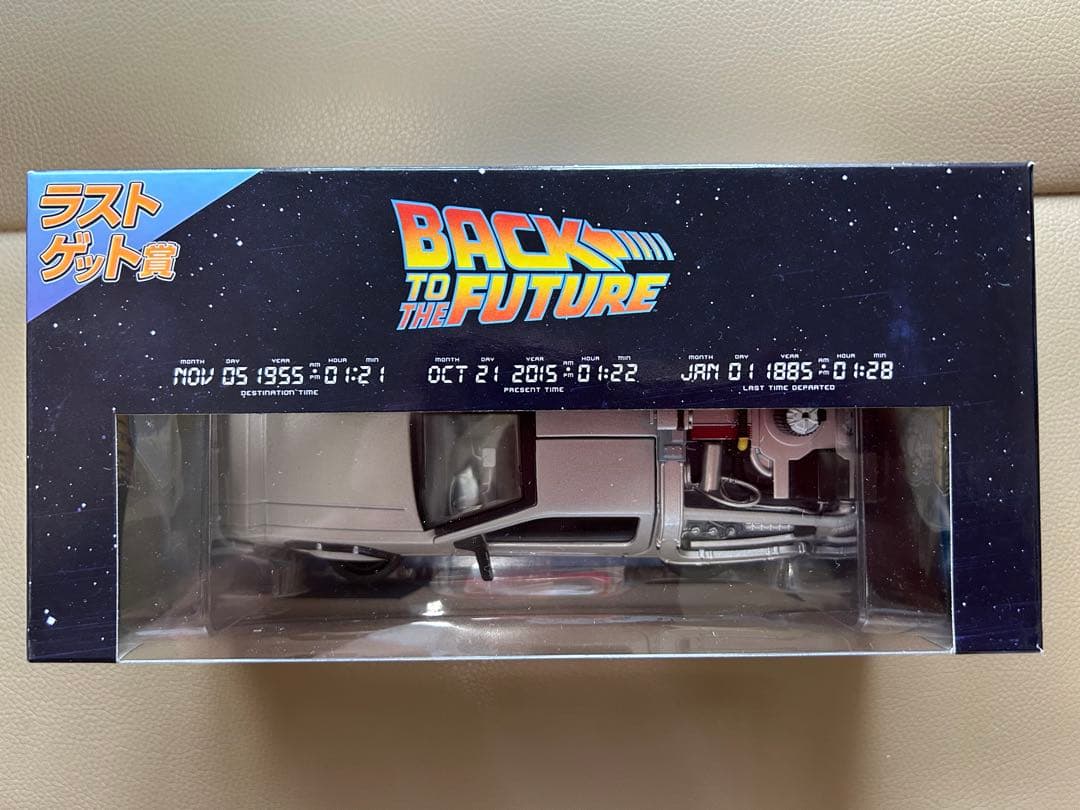 ラスト
ゲット賞
BACK
TO
THE FUTURE
MONTH DAY YEAR AM PM HOUR MIN
NOV 05 1955 01:21
DESTINATION TIME
MONTH DAY YEAR AM PM HOUR MIN
OCT 21 2015 01:22
PRESENT TIME
MONTH DAY YEAR AM PM HOUR MIN
JAN 01 1885 01:28
LAST TIME DEPARTED